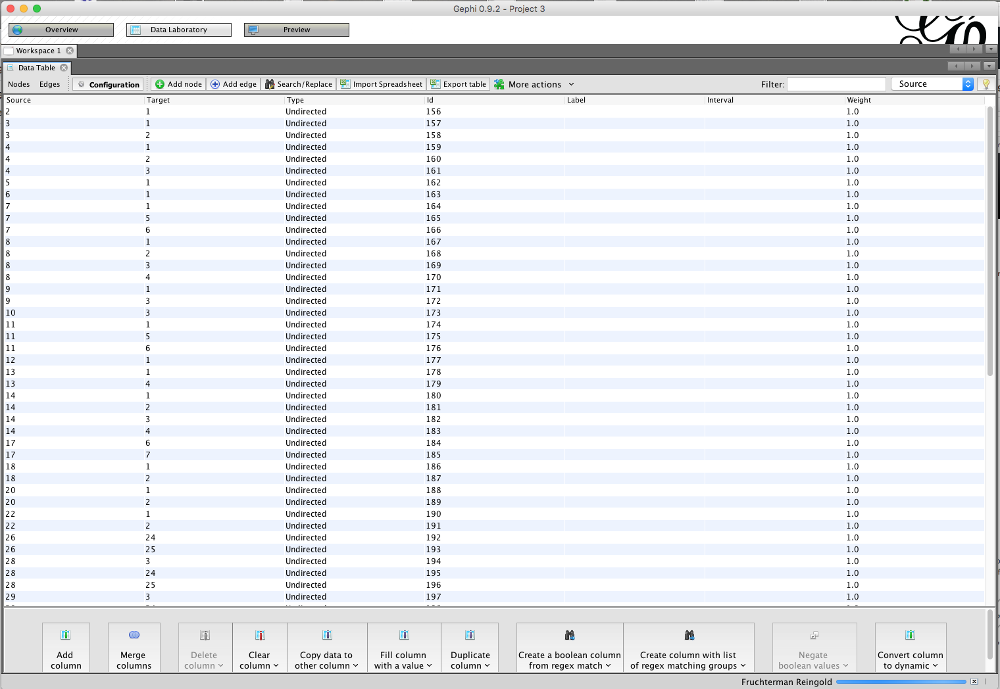 Gephi 0.9.2 - Project 3
Overview Data Laboratory Preview
Workspace 1
Data Table
Nodes Edges Configuration Add node Add edge Search/Replace Import Spreadsheet Export table More actions Filter: Source
Source Target Type Id Label Interval Weight
2 1 Undirected 156 1.0
3 1 Undirected 157 1.0
3 2 Undirected 158 1.0
4 1 Undirected 159 1.0
4 2 Undirected 160 1.0
4 3 Undirected 161 1.0
5 1 Undirected 162 1.0
6 1 Undirected 163 1.0
7 1 Undirected 164 1.0
7 5 Undirected 165 1.0
7 6 Undirected 166 1.0
8 1 Undirected 167 1.0
8 2 Undirected 168 1.0
8 3 Undirected 169 1.0
8 4 Undirected 170 1.0
9 1 Undirected 171 1.0
9 3 Undirected 172 1.0
10 3 Undirected 173 1.0
11 1 Undirected 174 1.0
11 5 Undirected 175 1.0
11 6 Undirected 176 1.0
12 1 Undirected 177 1.0
13 1 Undirected 178 1.0
13 4 Undirected 179 1.0
14 1 Undirected 180 1.0
14 2 Undirected 181 1.0
14 3 Undirected 182 1.0
14 4 Undirected 183 1.0
17 6 Undirected 184 1.0
17 7 Undirected 185 1.0
18 1 Undirected 186 1.0
18 2 Undirected 187 1.0
20 1 Undirected 188 1.0
20 2 Undirected 189 1.0
22 1 Undirected 190 1.0
22 2 Undirected 191 1.0
26 24 Undirected 192 1.0
26 25 Undirected 193 1.0
28 3 Undirected 194 1.0
28 24 Undirected 195 1.0
28 25 Undirected 196 1.0
29 3 Undirected 197 1.0
Add column
Merge columns
Delete column
Clear column
Copy data to other column
Fill column with a value
Duplicate column
Create a boolean column from regex match
Create column with list of regex matching groups
Negate boolean values
Convert column to dynamic
Fruchterman Reingold